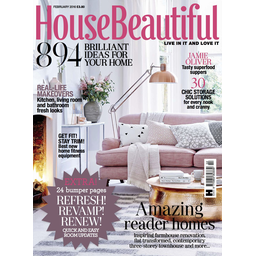 FEBRUARY 2016 £3.99
HouseBeautiful
LIVE IN IT AND LOVE IT
894 BRILLIANT
IDEAS FOR
YOUR HOME
JAMIE
OLIVER
Tasty superfood
suppers
REAL-LIFE
MAKEOVERS
Kitchen, living room
and bathroom
fresh looks
30
CHIC STORAGE
SOLUTIONS
for every nook
and cranny
GET FIT!
STAY TRIM!
Best new
home fitness
equipment
24 bumper pages
REFRESH!
REVAMP!
RENEW!
QUICK AND EASY
ROOM UPDATES
H
Amazing
reader homes
Inspiring farmhouse renovation,
flat transformed, contemporary
three-storey townhouse and more...